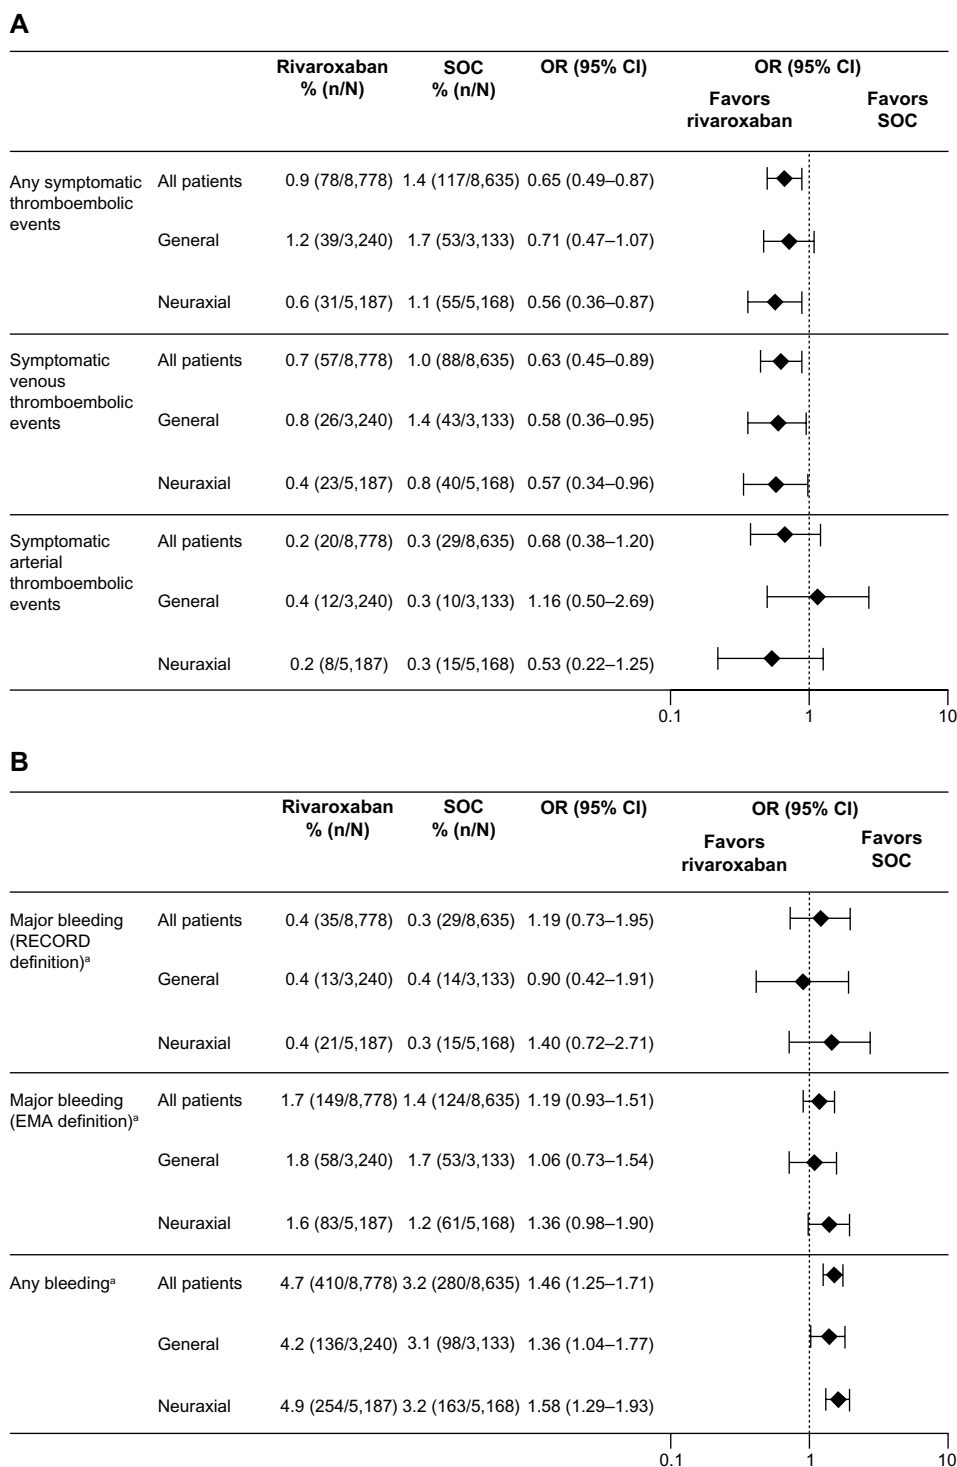 A
Rivaroxaban SOC OR (95% CI) OR (95% CI)
% (n/N) % (n/N)
Favors Favors
rivaroxaban SOC
Any symptomatic All patients 0.9 (78/8,778) 1.4 (117/8,635) 0.65 (0.49–0.87)
thromboembolic
events
General 1.2 (39/3,240) 1.7 (53/3,133) 0.71 (0.47–1.07)
Neuraxial 0.6 (31/5,187) 1.1 (55/5,168) 0.56 (0.36–0.87)
Symptomatic All patients 0.7 (57/8,778) 1.0 (88/8,635) 0.63 (0.45–0.89)
venous
thromboembolic
events General 0.8 (26/3,240) 1.4 (43/3,133) 0.58 (0.36–0.95)
Neuraxial 0.4 (23/5,187) 0.8 (40/5,168) 0.57 (0.34–0.96)
Symptomatic All patients 0.2 (20/8,778) 0.3 (29/8,635) 0.68 (0.38–1.20)
arterial
thromboembolic
events General 0.4 (12/3,240) 0.3 (10/3,133) 1.16 (0.50–2.69)
Neuraxial 0.2 (8/5,187) 0.3 (15/5,168) 0.53 (0.22–1.25)
0.1 1 10
B
Rivaroxaban SOC OR (95% CI) OR (95% CI)
% (n/N) % (n/N)
Favors Favors
rivaroxaban SOC
Major bleeding All patients 0.4 (35/8,778) 0.3 (29/8,635) 1.19 (0.73–1.95)
(RECORD
definition)ᵃ
General 0.4 (13/3,240) 0.4 (14/3,133) 0.90 (0.42–1.91)
Neuraxial 0.4 (21/5,187) 0.3 (15/5,168) 1.40 (0.72–2.71)
Major bleeding All patients 1.7 (149/8,778) 1.4 (124/8,635) 1.19 (0.93–1.51)
(EMA definition)ᵃ
General 1.8 (58/3,240) 1.7 (53/3,133) 1.06 (0.73–1.54)
Neuraxial 1.6 (83/5,187) 1.2 (61/5,168) 1.36 (0.98–1.90)
Any bleedingᵃ All patients 4.7 (410/8,778) 3.2 (280/8,635) 1.46 (1.25–1.71)
General 4.2 (136/3,240) 3.1 (98/3,133) 1.36 (1.04–1.77)
Neuraxial 4.9 (254/5,187) 3.2 (163/5,168) 1.58 (1.29–1.93)
0.1 1 10